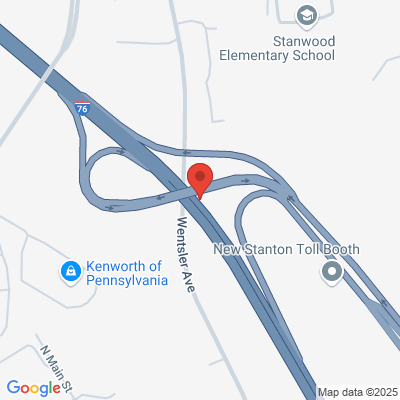 Stanwood
Elementary School
76
Wentsler Ave
New Stanton Toll Booth
Kenworth of
Pennsylvania
N Main St
Google
Map data ©2025